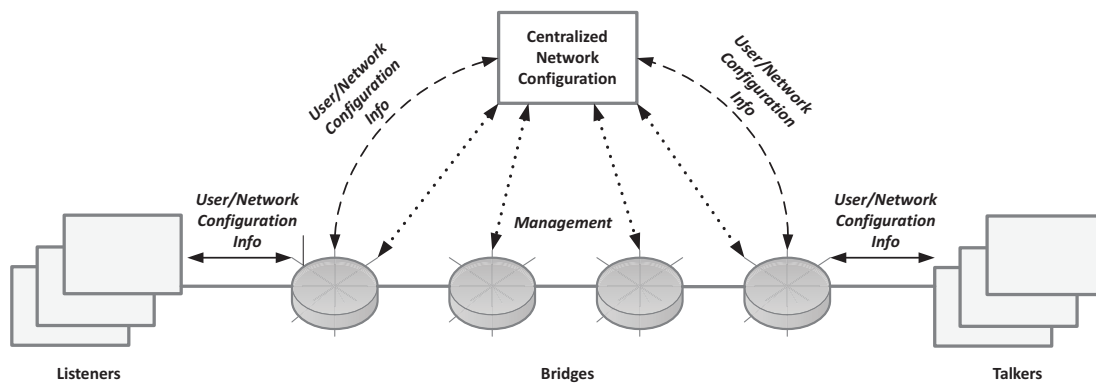 Centralized
Network
Configuration
User/Network
Configuration
Info
User/Network
Configuration
Info
User/Network
Configuration
Info
Management
User/Network
Configuration
Info
Listeners
Bridges
Talkers